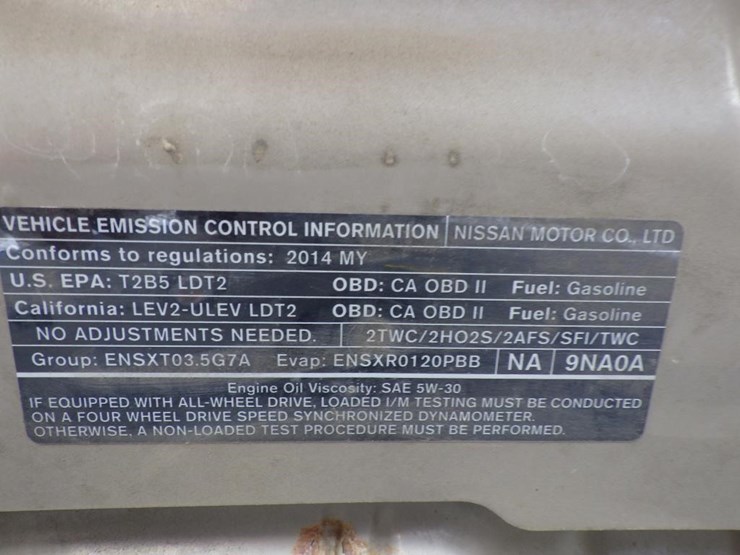 VEHICLE EMISSION CONTROL INFORMATION NISSAN MOTOR CO., LTD
Conforms to regulations: 2014 MY
U.S. EPA: T2B5 LDT2 OBD: CA OBD II Fuel: Gasoline
California: LEV2-ULEV LDT2 OBD: CA OBD II Fuel: Gasoline
NO ADJUSTMENTS NEEDED. 2TWC/2HO2S/2AFS/SFI/TWC
Group: ENSXT03.5G7A Evap: ENSXR0120PBB NA 9NA0A
Engine Oil Viscosity: SAE 5W-30
IF EQUIPPED WITH ALL-WHEEL DRIVE, LOADED I/M TESTING MUST BE CONDUCTED
ON A FOUR WHEEL DRIVE SPEED SYNCHRONIZED DYNAMOMETER.
OTHERWISE, A NON-LOADED TEST PROCEDURE MUST BE PERFORMED.